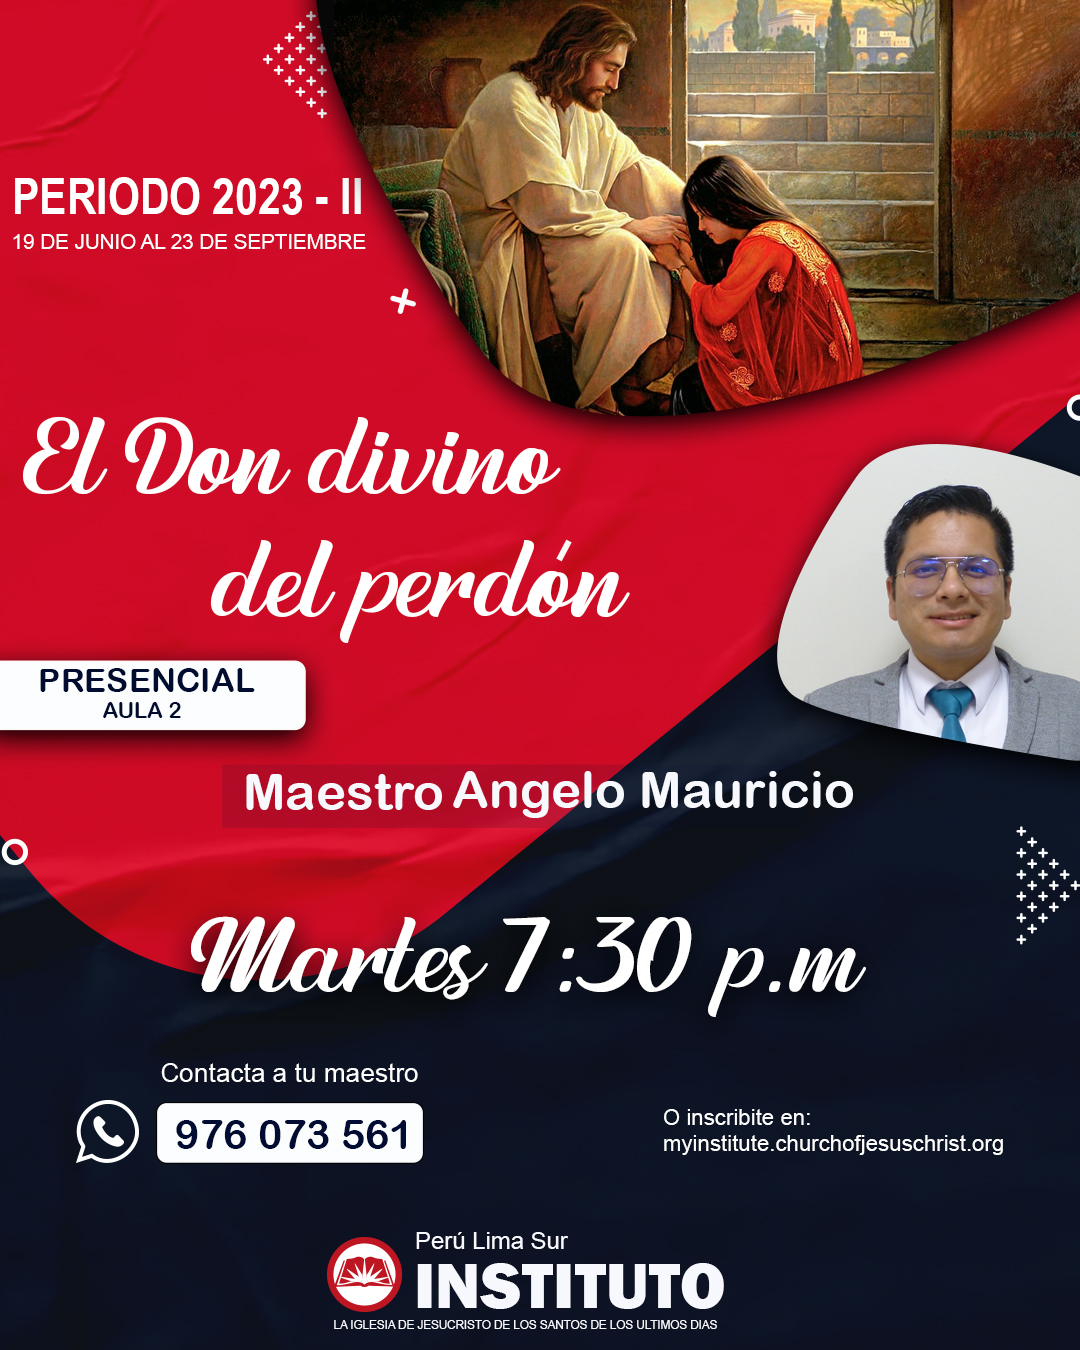 PERIODO 2023 - II
19 DE JUNIO AL 23 DE SEPTIEMBRE
El Don divino
del perdón
PRESENCIAL
AULA 2
Maestro Angelo Mauricio
Martes 7:30 p.m
Contacta a tu maestro
976 073 561
O inscribite en:
myinstitute.churchofjesuschrist.org
Perú Lima Sur
INSTITUTO
LA IGLESIA DE JESUCRISTO DE LOS SANTOS DE LOS ULTIMOS DIAS